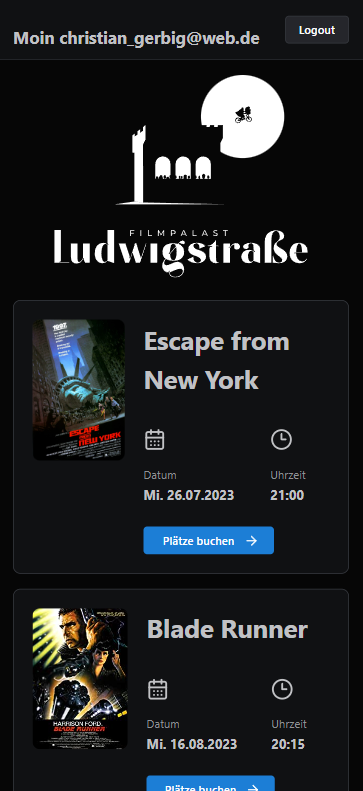 Moin christian_gerbig@web.de
Logout
FILMPALAST
Ludwigstraße
1997
ESCAPE
NEW YORK
Escape from
New York
Datum
Uhrzeit
Mi. 26.07.2023
21:00
Plätze buchen
HARRISON FORD
BLADE RUNNER
Blade Runner
Datum
Uhrzeit
Mi. 16.08.2023
20:15
Plätze buchen